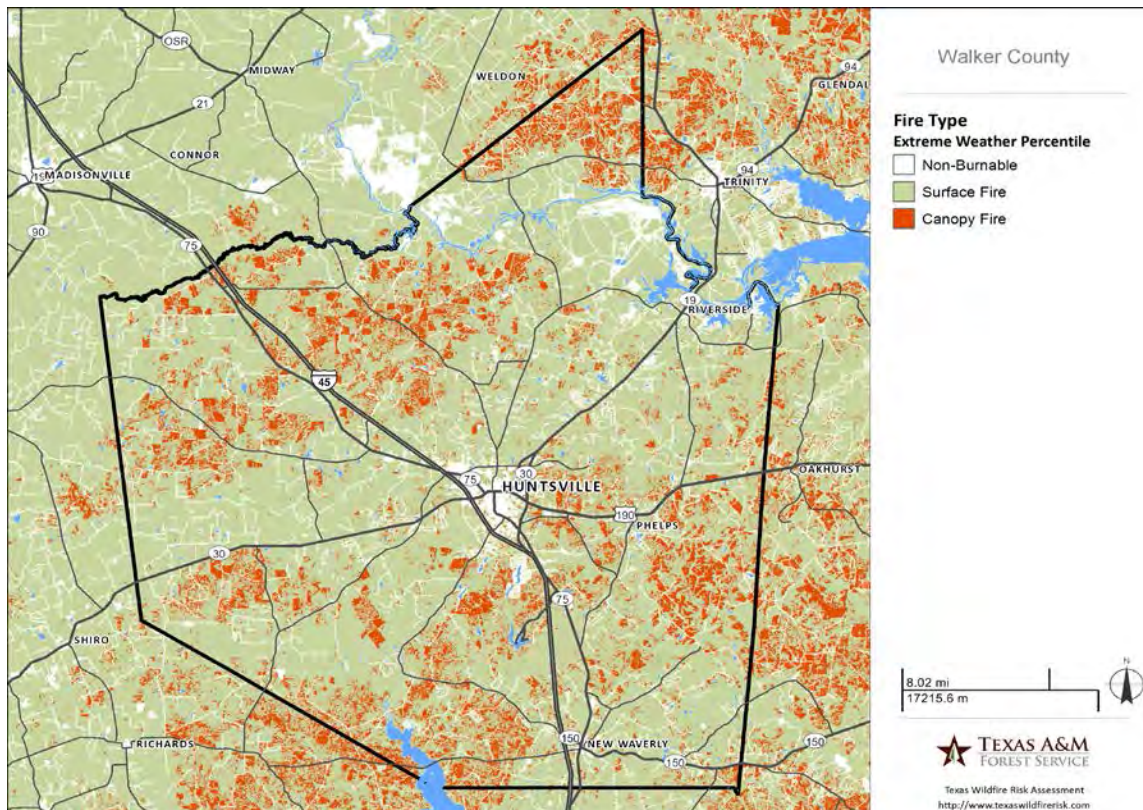 Walker County
Fire Type
Extreme Weather Percentile
Non-Burnable
Surface Fire
Canopy Fire
OSR
MIDWAY
WELDON
94
GLENDAL
21
CONNOR
94
MADISONVILLE
TRINITY
90
75
19
RIVERSIDE
45
75
30
OAKHURST
HUNTSVILLE
190
PHELPS
30
75
SHIRO
RICHARDS
150
NEW WAVERLY
150
150
8.02 mi
17215.6 m
N
TEXAS A&M
FOREST SERVICE
Texas Wildfire Risk Assessment
http://www.texaswildfirerisk.com